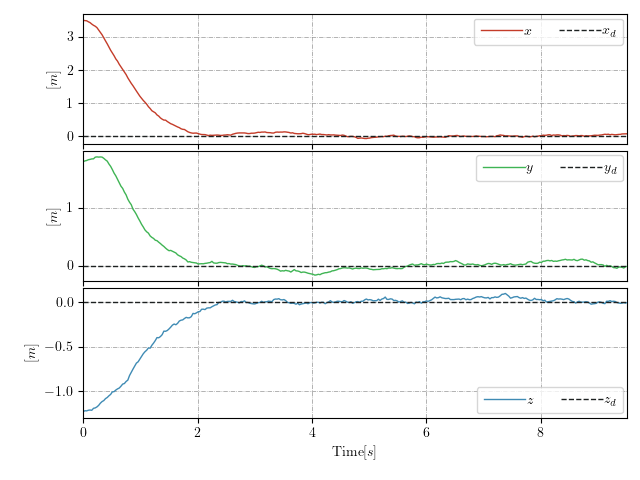 3
2
1
0
[m]
x x_d
1
0
[m]
y y_d
0.0
−0.5
−1.0
[m]
z z_d
0 2 4 6 8
Time[s]